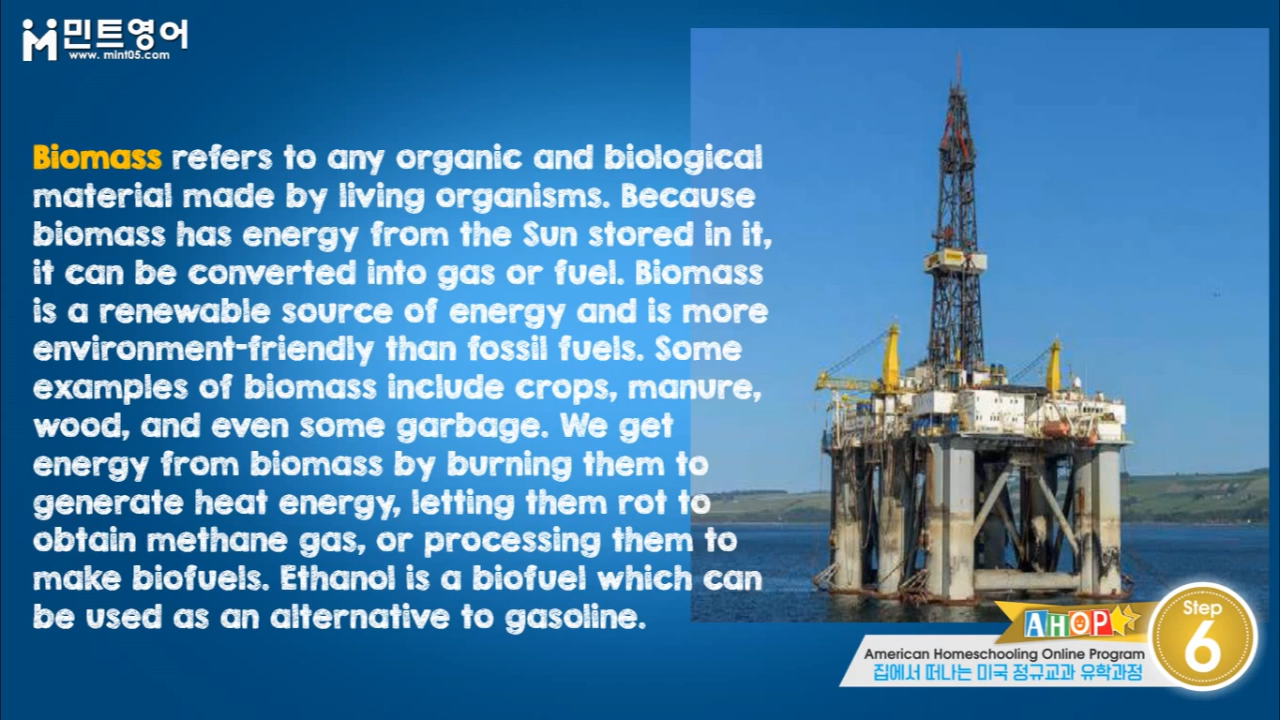 민트영어
www.mint05.com
Biomass refers to any organic and biological
material made by living organisms. Because
biomass has energy from the Sun stored in it,
it can be converted into gas or fuel. Biomass
is a renewable source of energy and is more
environment-friendly than fossil fuels. Some
examples of biomass include crops, manure,
wood, and even some garbage. We get
energy from biomass by burning them to
generate heat energy, letting them rot to
obtain methane gas, or processing them to
make biofuels. Ethanol is a biofuel which can
be used as an alternative to gasoline.
AHOP
American Homeschooling Online Program
집에서 떠나는 미국 정규교과 유학과정
Step
6